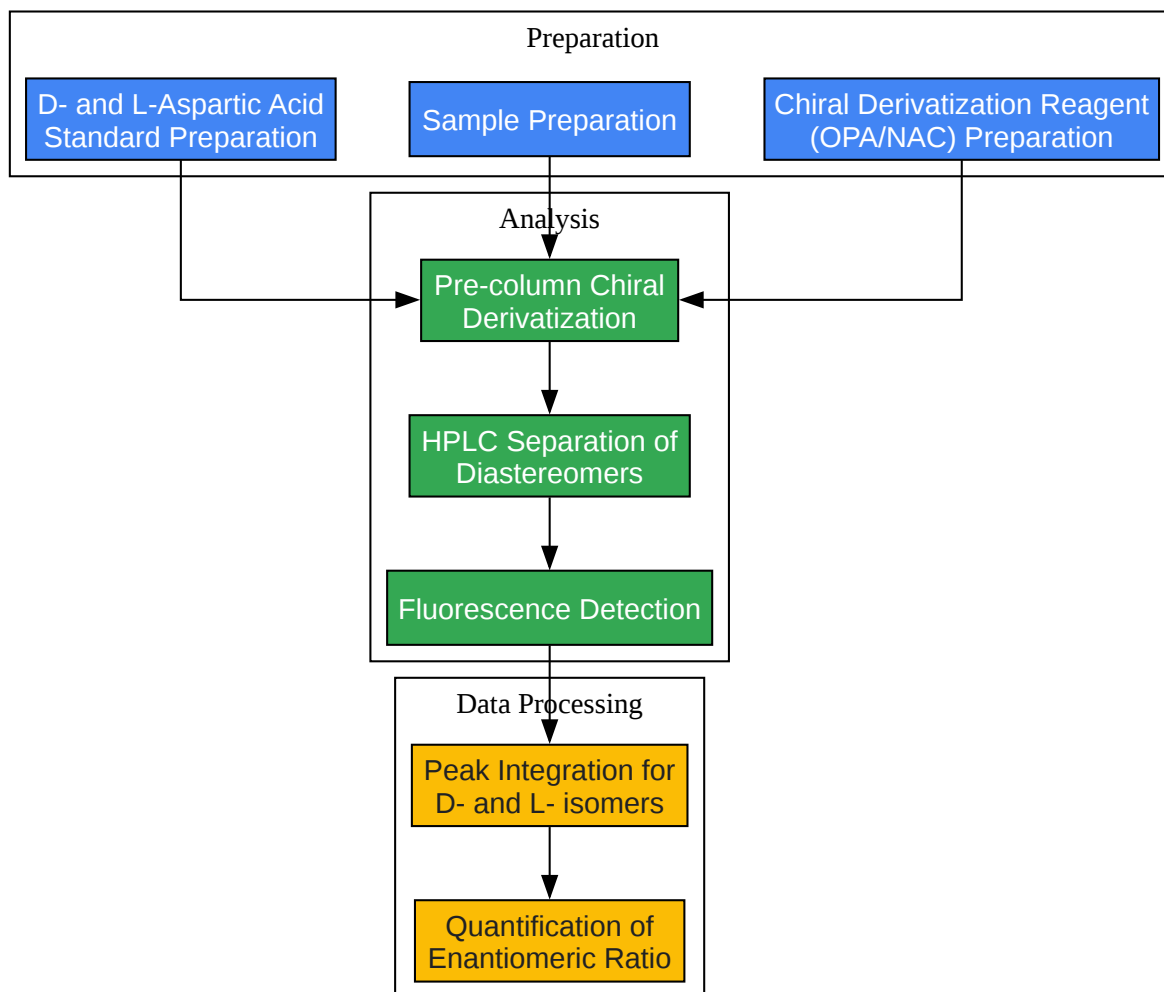 Preparation
D- and L-Aspartic Acid
Standard Preparation
Sample Preparation
Chiral Derivatization Reagent
(OPA/NAC) Preparation
Analysis
Pre-column Chiral
Derivatization
HPLC Separation of
Diastereomers
Fluorescence Detection
Data Processing
Peak Integration for
D- and L- isomers
Quantification of
Enantiomeric Ratio